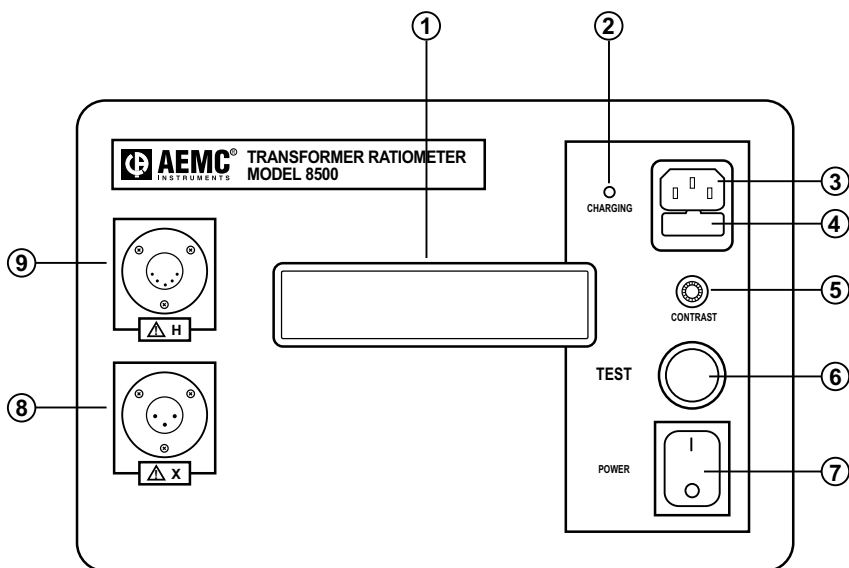 1
2
AEMC®
INSTRUMENTS
TRANSFORMER RATIOMETER
MODEL 8500
CHARGING
3
4
9
H
CONTRAST
5
TEST
6
8
X
POWER
7